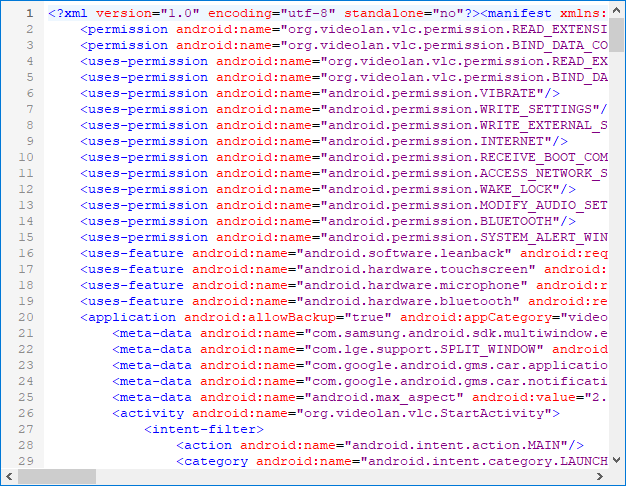 1 <?xml version="1.0" encoding="utf-8" standalone="no"?><manifest xmlns:
2 <permission android:name="org.videolan.vlc.permission.READ_EXTENSI
3 <permission android:name="org.videolan.vlc.permission.BIND_DATA_CO
4 <uses-permission android:name="org.videolan.vlc.permission.READ_EX
5 <uses-permission android:name="org.videolan.vlc.permission.BIND_DA
6 <uses-permission android:name="android.permission.VIBRATE"/>
7 <uses-permission android:name="android.permission.WRITE_SETTINGS"/
8 <uses-permission android:name="android.permission.WRITE_EXTERNAL_S
9 <uses-permission android:name="android.permission.INTERNET"/>
10 <uses-permission android:name="android.permission.RECEIVE_BOOT_COM
11 <uses-permission android:name="android.permission.ACCESS_NETWORK_S
12 <uses-permission android:name="android.permission.WAKE_LOCK"/>
13 <uses-permission android:name="android.permission.MODIFY_AUDIO_SET
14 <uses-permission android:name="android.permission.BLUETOOTH"/>
15 <uses-permission android:name="android.permission.SYSTEM_ALERT_WIN
16 <uses-feature android:name="android.software.leanback" android:req
17 <uses-feature android:name="android.hardware.touchscreen" android:
18 <uses-feature android:name="android.hardware.microphone" android:r
19 <uses-feature android:name="android.hardware.bluetooth" android:re
20 <application android:allowBackup="true" android:appCategory="video
21 <meta-data android:name="com.samsung.android.sdk.multiwindow.e
22 <meta-data android:name="com.lge.support.SPLIT_WINDOW" android
23 <meta-data android:name="com.google.android.gms.car.applicatio
24 <meta-data android:name="com.google.android.gms.car.notificati
25 <meta-data android:name="android.max_aspect" android:value="2.
26 <activity android:name="org.videolan.vlc.StartActivity">
27 <intent-filter>
28 <action android:name="android.intent.action.MAIN"/>
29 <category android:name="android.intent.category.LAUNCH